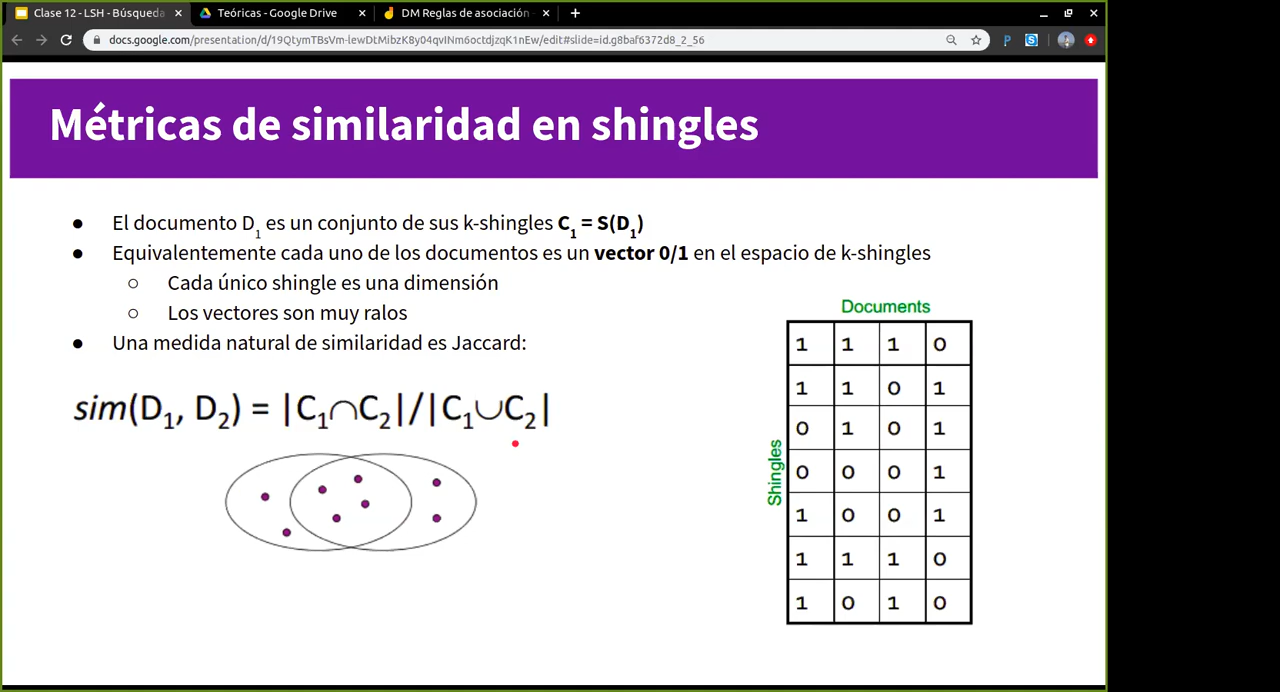 Clase 12 - LSH - Búsqueda
Teóricas - Google Drive
DM Reglas de asociación
docs.google.com/presentation/d/19QtymTBsVm-lewDtMibzK8y04qvINm6octdjzqK1nEw/edit#slide=id.g8baf6372d8_2_56
Métricas de similaridad en shingles
● El documento D1 es un conjunto de sus k-shingles C1 = S(D1)
● Equivalentemente cada uno de los documentos es un vector 0/1 en el espacio de k-shingles
○ Cada único shingle es una dimensión
○ Los vectores son muy ralos
● Una medida natural de similaridad es Jaccard:
sim(D1, D2) = |C1∩C2|/|C1∪C2|
Documents
Shingles
1 1 1 0
1 1 0 1
0 1 0 1
0 0 0 1
1 0 0 1
1 1 1 0
1 0 1 0